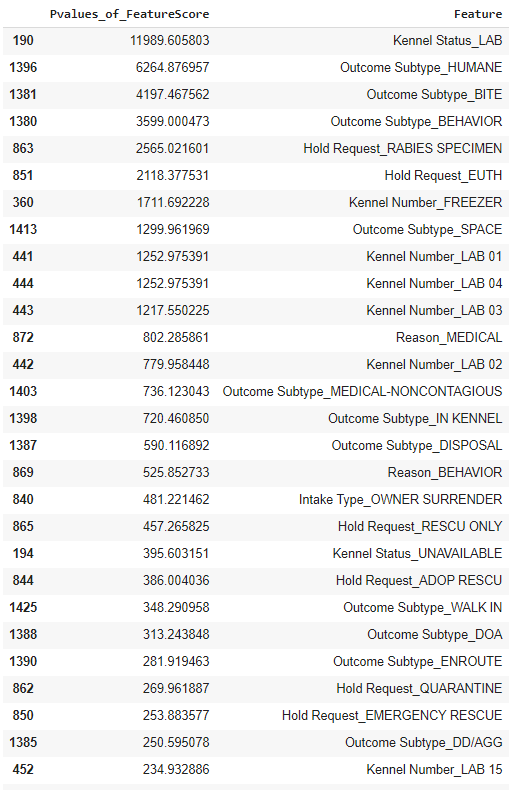 Pvalues_of_FeatureScore Feature
190 11989.605803 Kennel Status_LAB
1396 6264.876957 Outcome Subtype_HUMANE
1381 4197.467562 Outcome Subtype_BITE
1380 3599.000473 Outcome Subtype_BEHAVIOR
863 2565.021601 Hold Request_RABIES SPECIMEN
851 2118.377531 Hold Request_EUTH
360 1711.692228 Kennel Number_FREEZER
1413 1299.961969 Outcome Subtype_SPACE
441 1252.975391 Kennel Number_LAB 01
444 1252.975391 Kennel Number_LAB 04
443 1217.550225 Kennel Number_LAB 03
872 802.285861 Reason_MEDICAL
442 779.958448 Kennel Number_LAB 02
1403 736.123043 Outcome Subtype_MEDICAL-NONCONTAGIOUS
1398 720.460850 Outcome Subtype_IN KENNEL
1387 590.116892 Outcome Subtype_DISPOSAL
869 525.852733 Reason_BEHAVIOR
840 481.221462 Intake Type_OWNER SURRENDER
865 457.265825 Hold Request_RESCU ONLY
194 395.603151 Kennel Status_UNAVAILABLE
844 386.004036 Hold Request_ADOP RESCU
1425 348.290958 Outcome Subtype_WALK IN
1388 313.243848 Outcome Subtype_DOA
1390 281.919463 Outcome Subtype_ENROUTE
862 269.961887 Hold Request_QUARANTINE
850 253.883577 Hold Request_EMERGENCY RESCUE
1385 250.595078 Outcome Subtype_DD/AGG
452 234.932886 Kennel Number_LAB 15